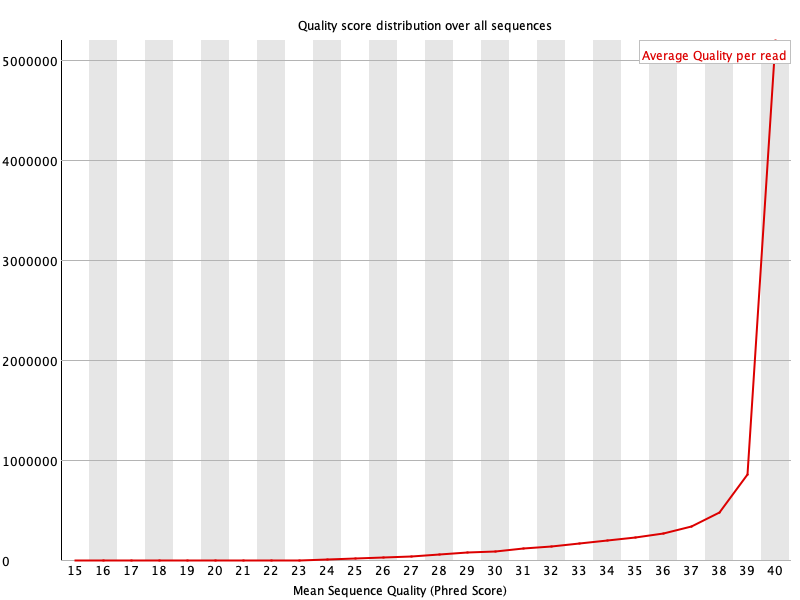 Quality score distribution over all sequences
Average Quality per read
5000000
4000000
3000000
2000000
1000000
0
15 16 17 18 19 20 21 22 23 24 25 26 27 28 29 30 31 32 33 34 35 36 37 38 39 40
Mean Sequence Quality (Phred Score)